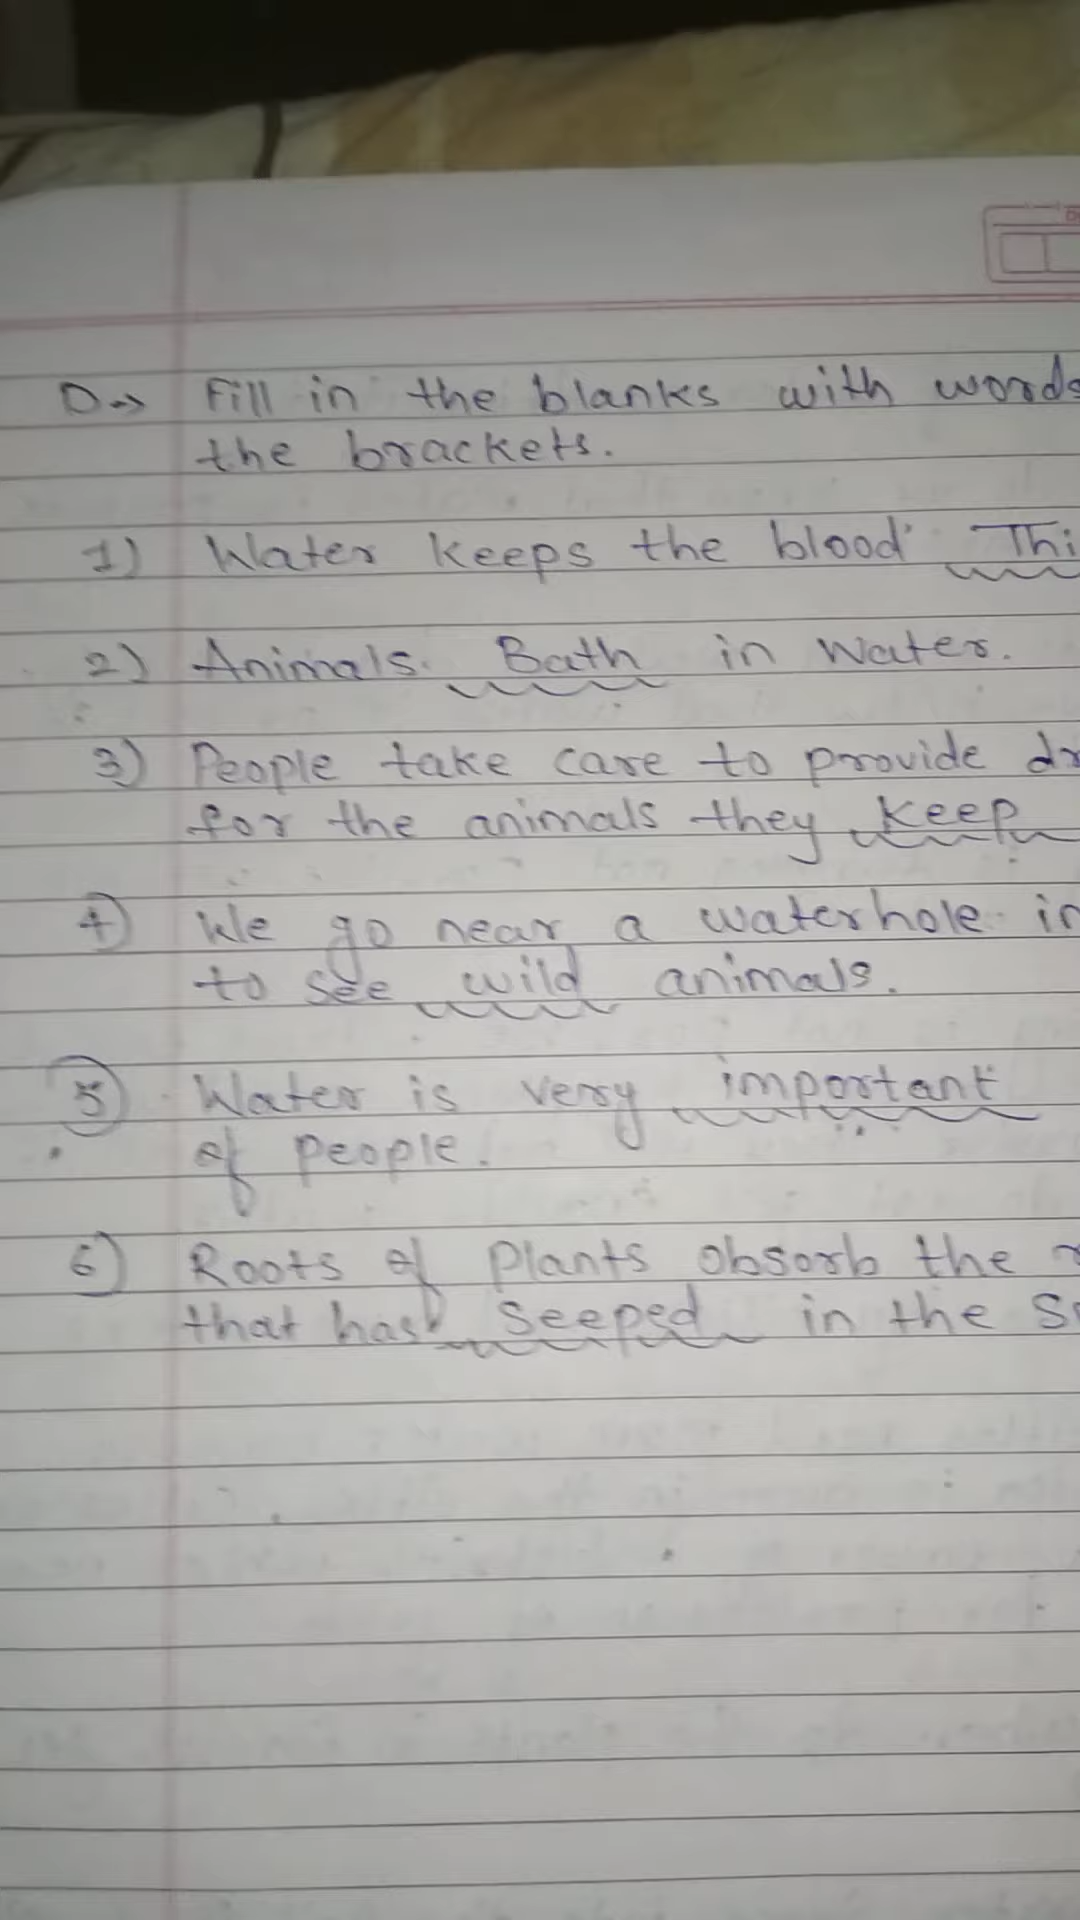 D→ Fill in the blanks with words
the brackets.
1) Water keeps the blood Thi
2) Animals Bath in water.
3) People take care to provide dr
for the animals they keep
4) We go near a waterhole in
to see wild animals.
5) Water is very important
of people.
6) Roots of plants obsorb the
that has seeped in the S